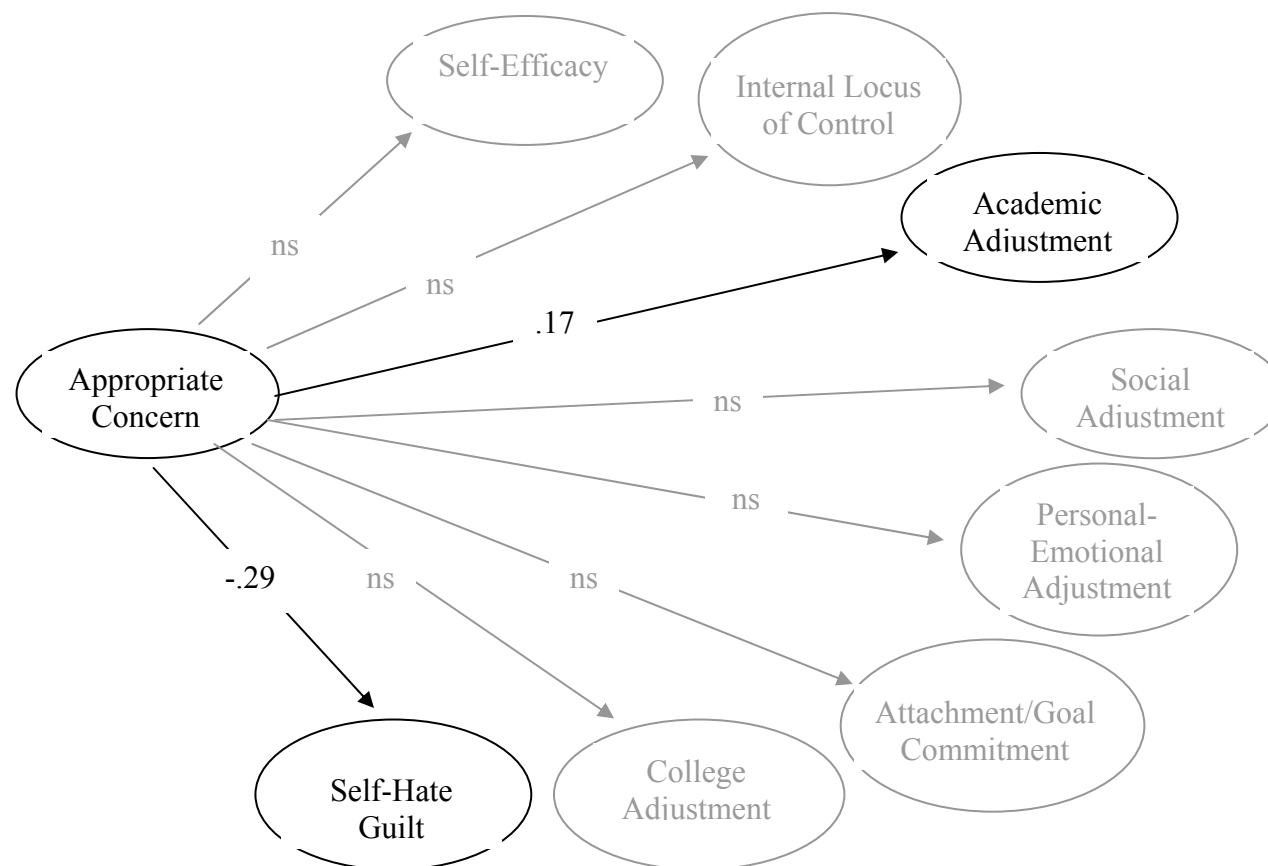 Self-Efficacy
Internal Locus
of Control
Academic
Adjustment
ns
ns
.17
Appropriate
Concern
Social
Adjustment
ns
ns
Personal-
Emotional
Adjustment
-.29
ns
ns
Attachment/Goal
Commitment
College
Adjustment
Self-Hate
Guilt